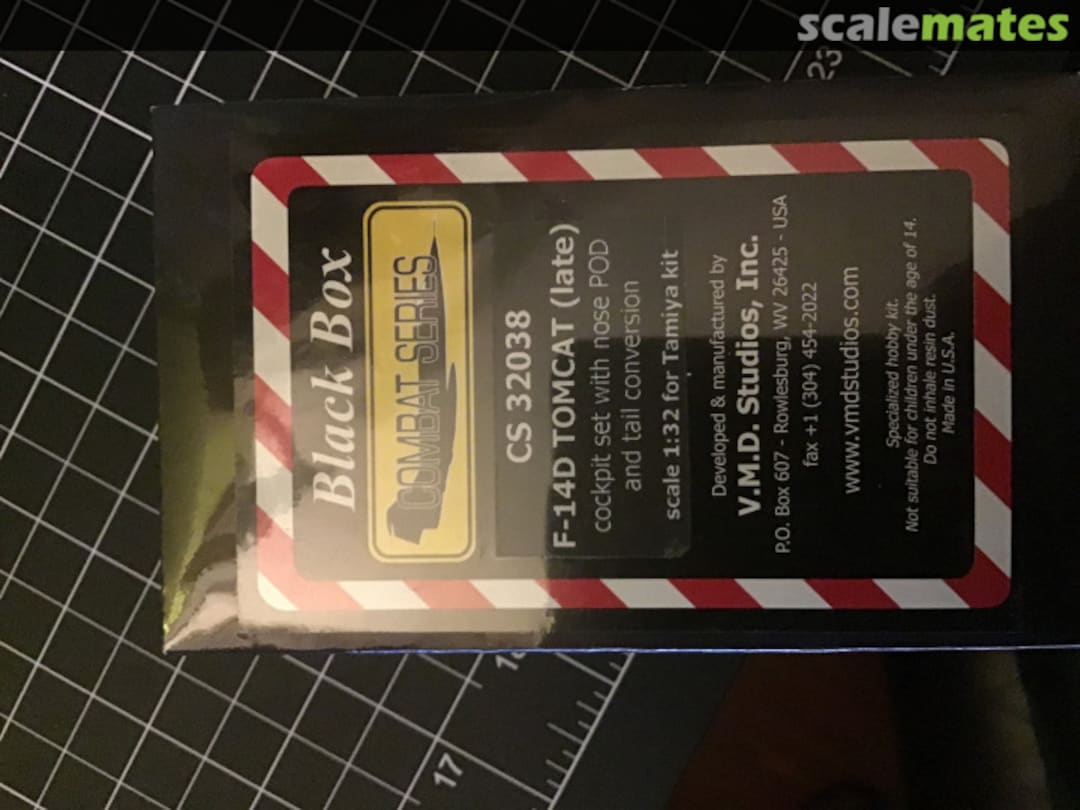 scalemates
Black Box
COMBAT SERIES
CS 32038
F-14D TOMCAT (late)
cockpit set with nose POD
and tail conversion
scale 1:32 for Tamiya kit
Developed & manufactured by
V.M.D. Studios, Inc.
P.O. Box 607 - Rowlesburg, WV 26425 - USA
fax +1 (304) 454-2022
www.vmdstudios.com
Specialized hobby kit.
Not suitable for children under the age of 14.
Do not inhale resin dust.
Made in U.S.A.
23
17